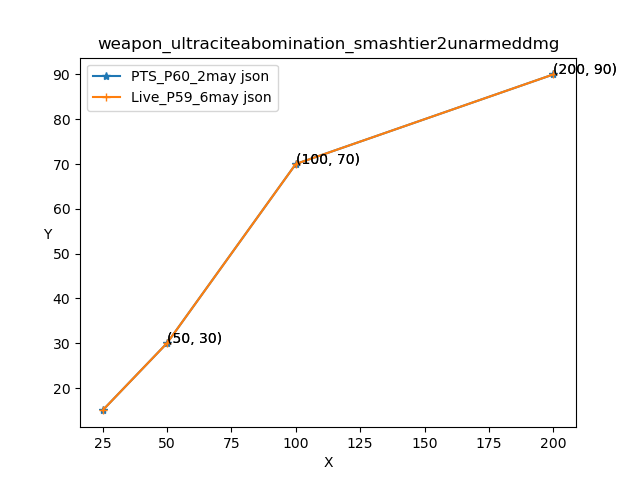 weapon_ultraciteabomination_smashtier2unarmeddmg
PTS_P60_2may json
Live_P59_6may json
(200, 90)
(100, 70)
(50, 30)
90
80
70
60
50
40
30
20
Y
25 50 75 100 125 150 175 200
X